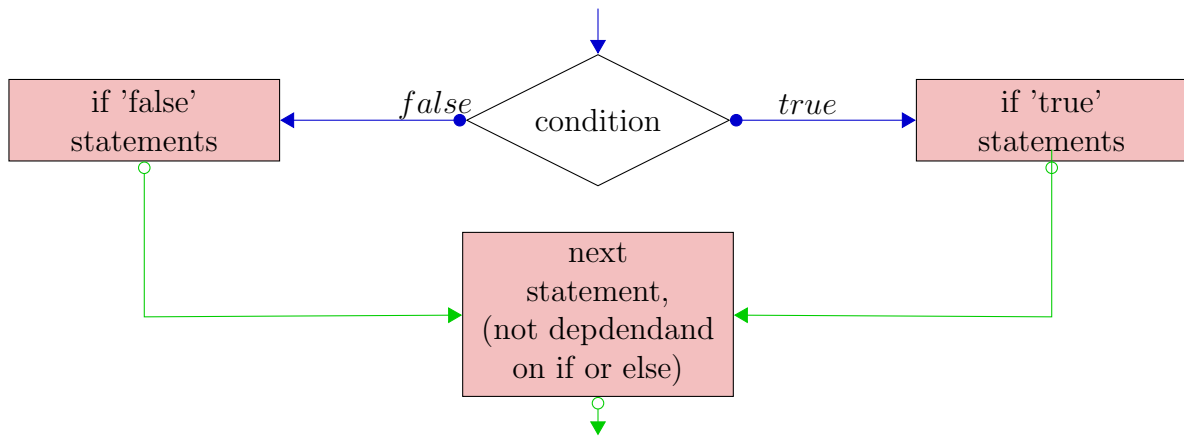 if 'false'
statements
false
condition
true
if 'true'
statements
next
statement,
(not depdendand
on if or else)